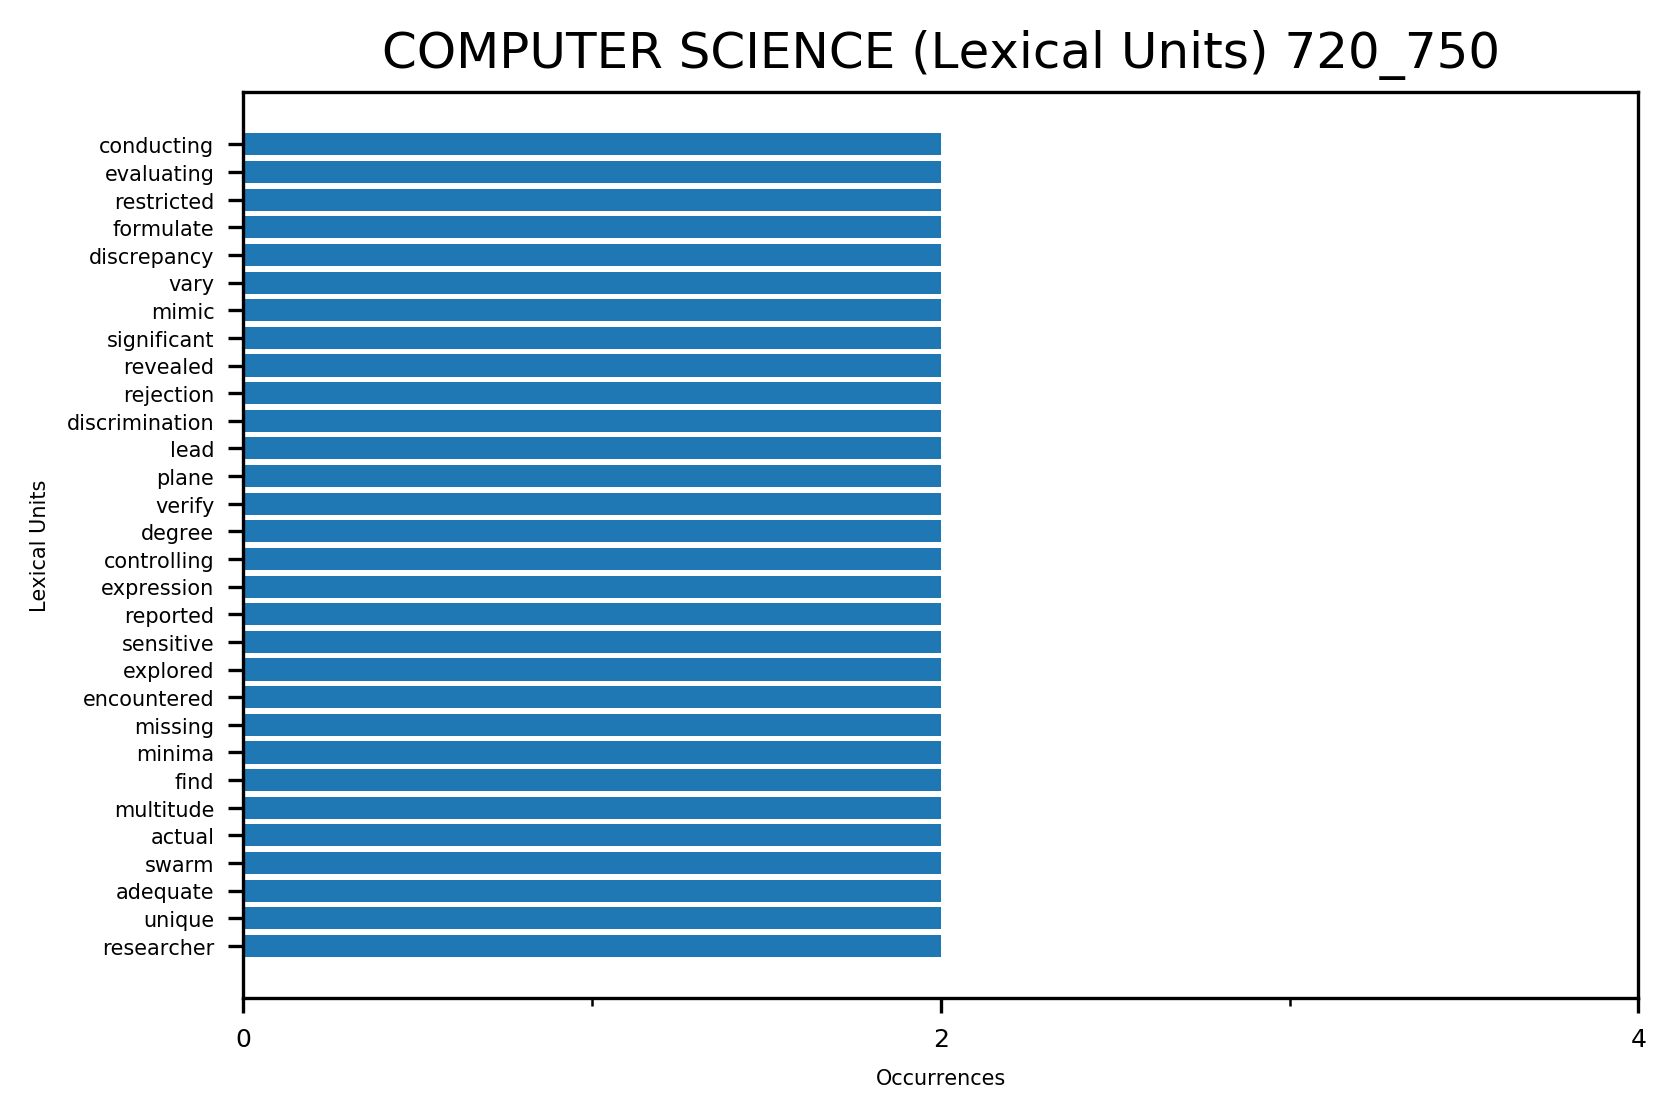 COMPUTER SCIENCE (Lexical Units) 720_750
conducting
evaluating
restricted
formulate
discrepancy
vary
mimic
significant
revealed
rejection
discrimination
lead
plane
verify
degree
controlling
expression
reported
sensitive
explored
encountered
missing
minima
find
multitude
actual
swarm
adequate
unique
researcher
Lexical Units
0 2 4
Occurrences